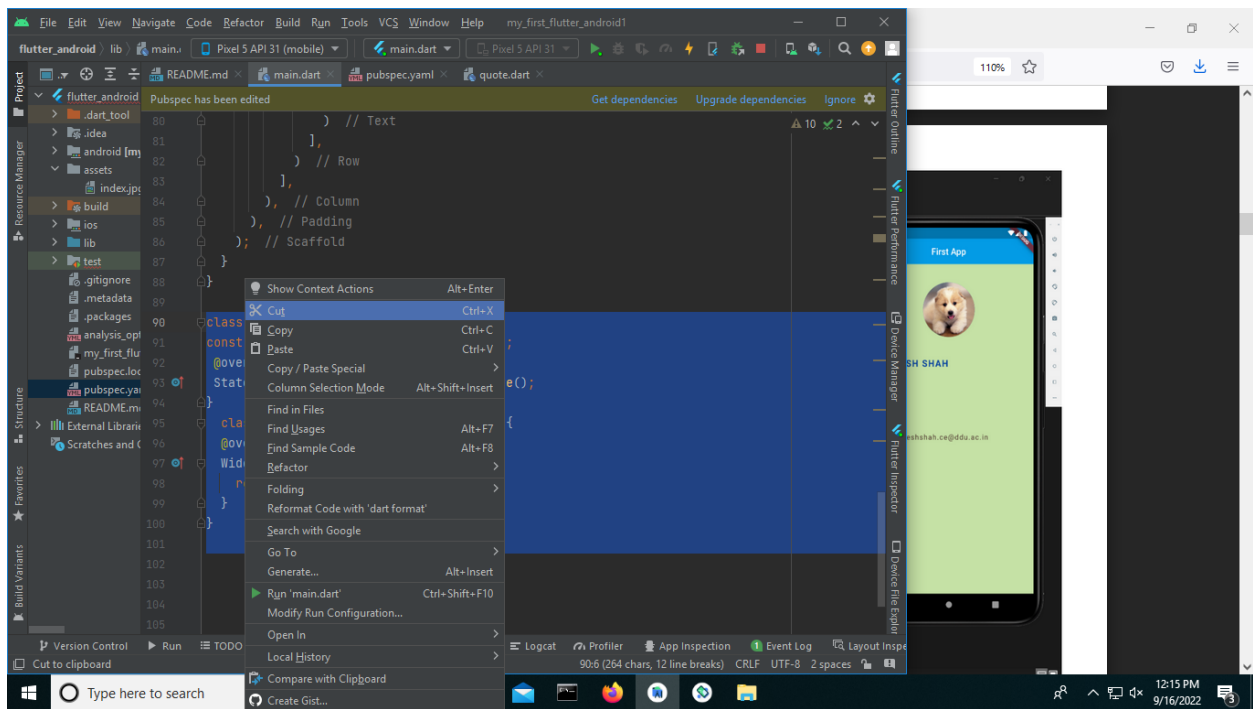 File Edit View Navigate Code Refactor Build Run Tools VCS Window Help my_first_flutter_android1
flutter_android lib main. Pixel 5 API 31 (mobile) main.dart Pixel 5 API 31
README.md main.dart pubspec.yaml quote.dart
110%
Project
Resource Manager
Structure
Favorites
Build Variants
flutter_android
.dart_tool
.idea
android [my
assets
index.jpg
build
ios
lib
test
.gitignore
.metadata
.packages
analysis_opt
my_first_flu
pubspec.loc
pubspec.yar
README.m
External Librarie
Scratches and C
Pubspec has been edited Get dependencies Upgrade dependencies Ignore
10 2
80 ) // Text
81 ],
82 ) // Row
83 ],
84 ), // Column
85 ), // Padding
86 ); // Scaffold
87 }
88 }
89
90 class
91 const ;
92 @over
93 State e();
94 }
95 cla {
96 @ove
97 Wid
98 re
99 }
100 }
101
102
103
104
105
Show Context Actions Alt+Enter
Cut Ctrl+X
Copy Ctrl+C
Paste Ctrl+V
Copy / Paste Special
Column Selection Mode Alt+Shift+Insert
Find in Files
Find Usages Alt+F7
Find Sample Code Alt+F8
Refactor
Folding
Reformat Code with 'dart format'
Search with Google
Go To
Generate... Alt+Insert
Run 'main.dart' Ctrl+Shift+F10
Modify Run Configuration...
Open In
Local History
Compare with Clipboard
Create Gist...
Flutter Outline
Flutter Performance
Device Manager
Flutter Inspector
Device File Explor
First App
SH SHAH
eshshah.ce@ddu.ac.in
Version Control Run TODO Logcat Profiler App Inspection 1 Event Log Layout Inspe
Cut to clipboard 90:6 (264 chars, 12 line breaks) CRLF UTF-8 2 spaces
Type here to search
12:15 PM
9/16/2022
3